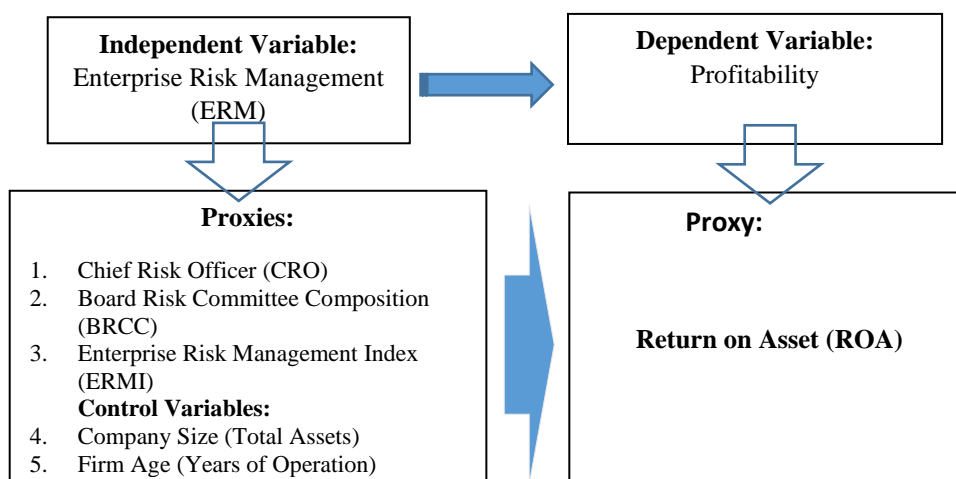 Independent Variable:
Enterprise Risk Management
(ERM)
Dependent Variable:
Profitability
Proxies:
1. Chief Risk Officer (CRO)
2. Board Risk Committee Composition
(BRCC)
3. Enterprise Risk Management Index
(ERMI)
Control Variables:
4. Company Size (Total Assets)
5. Firm Age (Years of Operation)
Proxy:
Return on Asset (ROA)